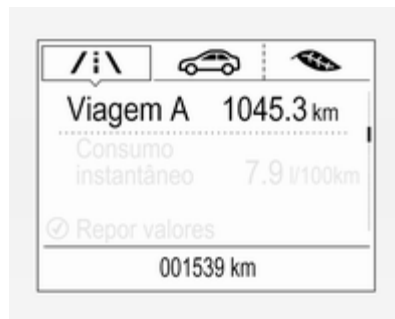 Viagem A 1045.3 km
Consumo
instantâneo 7.9 l/100km
Repor valores
001539 km